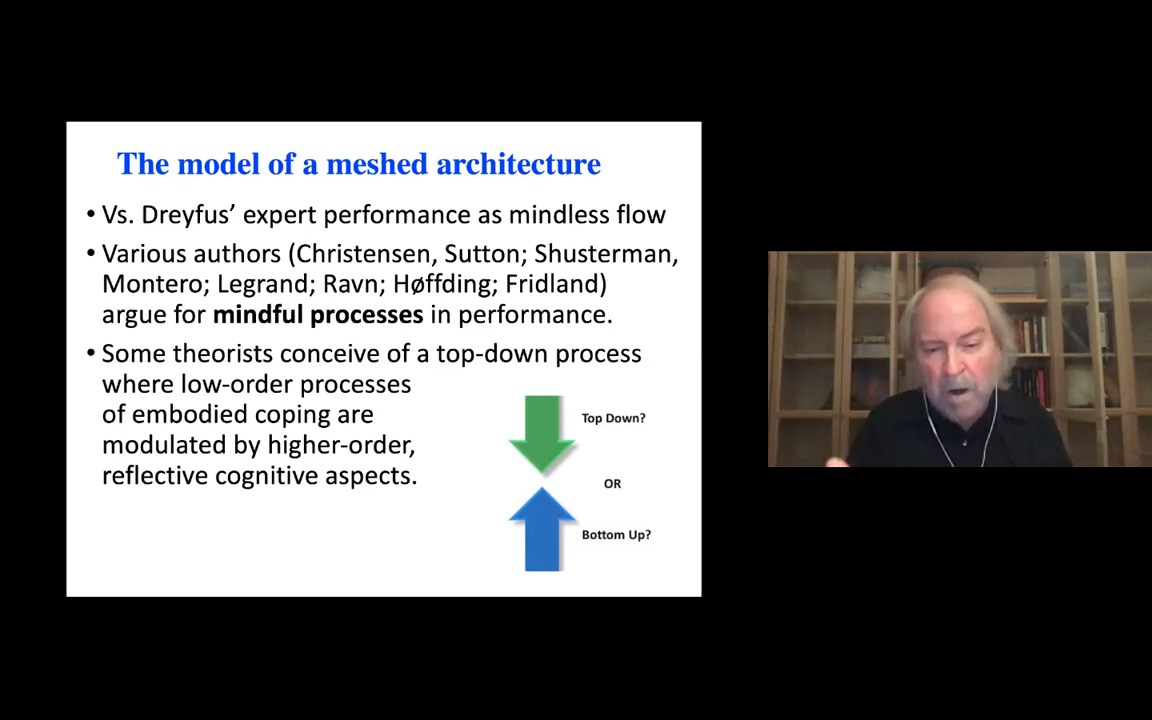 The model of a meshed architecture
• Vs. Dreyfus’ expert performance as mindless flow
• Various authors (Christensen, Sutton; Shusterman,
Montero; Legrand; Ravn; Høffding; Fridland)
argue for mindful processes in performance.
• Some theorists conceive of a top-down process
where low-order processes
of embodied coping are
modulated by higher-order,
reflective cognitive aspects.
Top Down?
OR
Bottom Up?